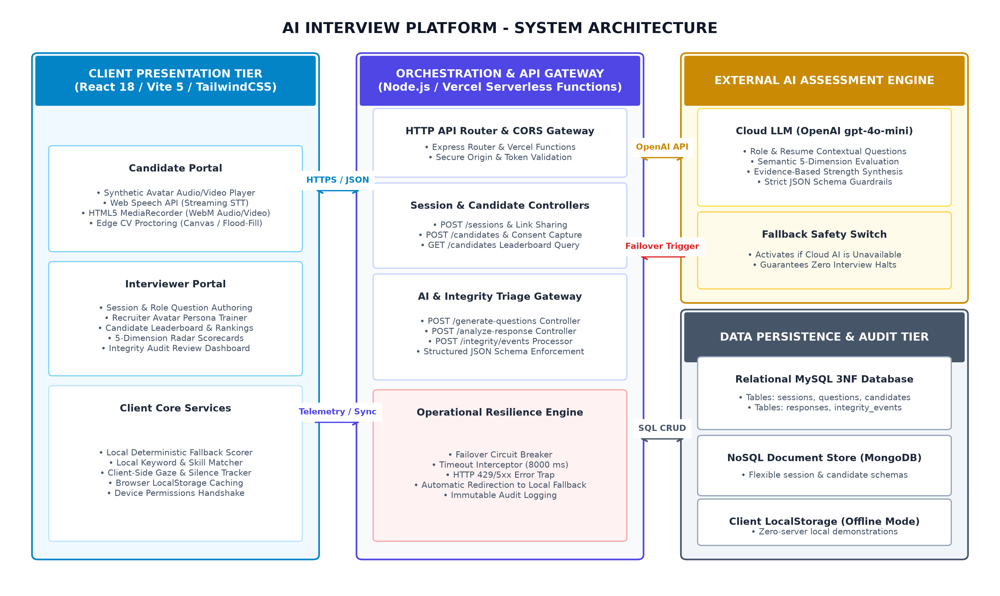 AI INTERVIEW PLATFORM - SYSTEM ARCHITECTURE
CLIENT PRESENTATION TIER
(React 18 / Vite 5 / TailwindCSS)
Candidate Portal
• Synthetic Avatar Audio/Video Player
• Web Speech API (Streaming STT)
• HTML5 MediaRecorder (WebM Audio/Video)
• Edge CV Proctoring (Canvas / Flood-Fill)
Interviewer Portal
• Session & Role Question Authoring
• Recruiter Avatar Persona Trainer
• Candidate Leaderboard & Rankings
• 5-Dimension Radar Scorecards
• Integrity Audit Review Dashboard
Client Core Services
• Local Deterministic Fallback Scorer
• Local Keyword & Skill Matcher
• Client-Side Gaze & Silence Tracker
• Browser LocalStorage Caching
• Device Permissions Handshake
HTTPS / JSON
Telemetry / Sync
ORCHESTRATION & API GATEWAY
(Node.js / Vercel Serverless Functions)
HTTP API Router & CORS Gateway
• Express Router & Vercel Functions
• Secure Origin & Token Validation
Session & Candidate Controllers
• POST /sessions & Link Sharing
• POST /candidates & Consent Capture
• GET /candidates Leaderboard Query
AI & Integrity Triage Gateway
• POST /generate-questions Controller
• POST /analyze-response Controller
• POST /integrity/events Processor
• Structured JSON Schema Enforcement
Operational Resilience Engine
• Failover Circuit Breaker
• Timeout Interceptor (8000 ms)
• HTTP 429/5xx Error Trap
• Automatic Redirection to Local Fallback
• Immutable Audit Logging
OpenAI API
Failover Trigger
SQL CRUD
EXTERNAL AI ASSESSMENT ENGINE
Cloud LLM (OpenAI gpt-4o-mini)
• Role & Resume Contextual Questions
• Semantic 5-Dimension Evaluation
• Evidence-Based Strength Synthesis
• Strict JSON Schema Guardrails
Fallback Safety Switch
• Activates if Cloud AI is Unavailable
• Guarantees Zero Interview Halts
DATA PERSISTENCE & AUDIT TIER
Relational MySQL 3NF Database
• Tables: sessions, questions, candidates
• Tables: responses, integrity_events
NoSQL Document Store (MongoDB)
• Flexible session & candidate schemas
Client LocalStorage (Offline Mode)
• Zero-server local demonstrations